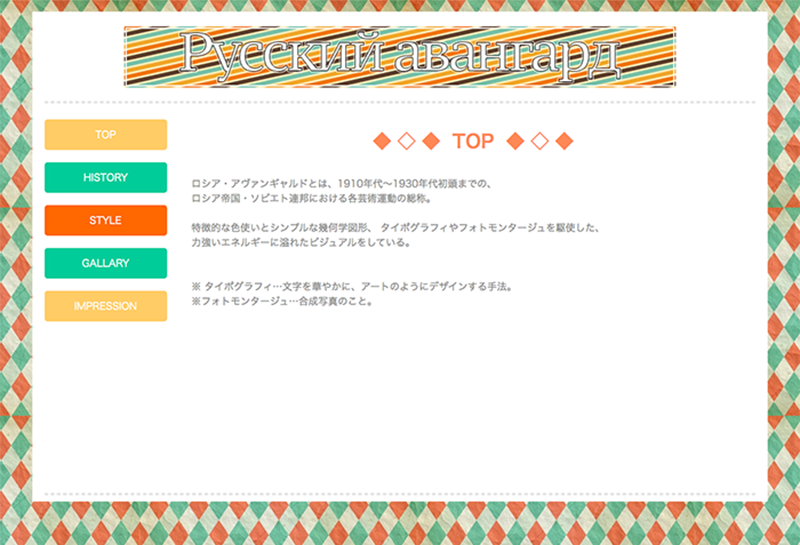 Русский авангард
TOP
HISTORY
STYLE
GALLARY
IMPRESSION
◆ ◇ ◆ TOP ◆ ◇ ◆
ロシア・アヴァンギャルドとは、1910年代〜1930年代初頭までの、
ロシア帝国・ソビエト連邦における各芸術運動の総称。
特徴的な色使いとシンプルな幾何学図形、 タイポグラフィやフォトモンタージュを駆使した、
力強いエネルギーに溢れたビジュアルをしている。
※ タイポグラフィ…文字を華やかに、アートのようにデザインする手法。
※フォトモンタージュ…合成写真のこと。